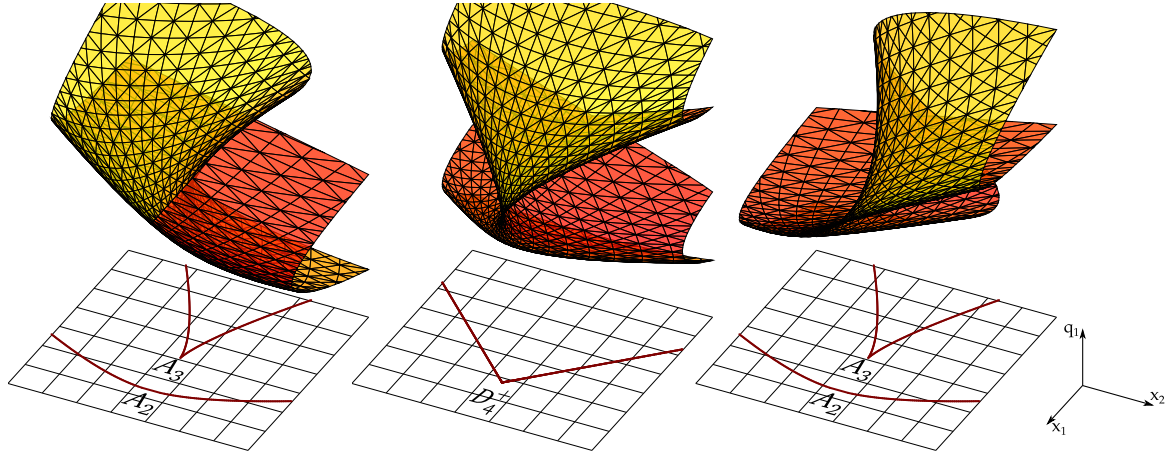 q₁
A₃
A₃
x₂
A₂
D₄⁺
A₂
x₁